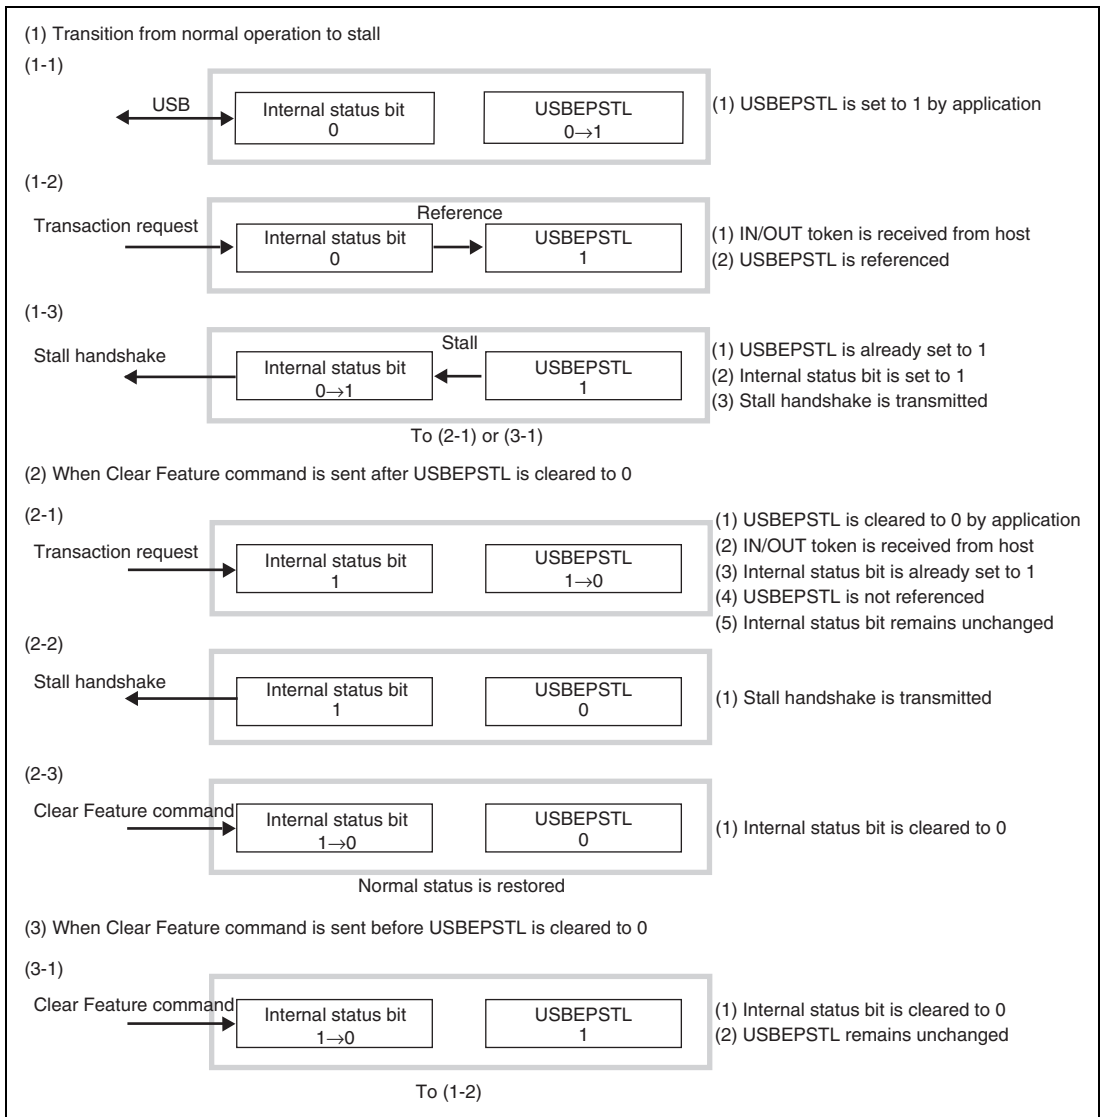 (1) Transition from normal operation to stall
(1-1)
USB
Internal status bit
0
USBEPSTL
0→1
(1) USBEPSTL is set to 1 by application
(1-2)
Transaction request
Reference
Internal status bit
0
USBEPSTL
1
(1) IN/OUT token is received from host
(2) USBEPSTL is referenced
(1-3)
Stall handshake
Stall
Internal status bit
0→1
USBEPSTL
1
(1) USBEPSTL is already set to 1
(2) Internal status bit is set to 1
(3) Stall handshake is transmitted
To (2-1) or (3-1)
(2) When Clear Feature command is sent after USBEPSTL is cleared to 0
(2-1)
Transaction request
Internal status bit
1
USBEPSTL
1→0
(1) USBEPSTL is cleared to 0 by application
(2) IN/OUT token is received from host
(3) Internal status bit is already set to 1
(4) USBEPSTL is not referenced
(5) Internal status bit remains unchanged
(2-2)
Stall handshake
Internal status bit
1
USBEPSTL
0
(1) Stall handshake is transmitted
(2-3)
Clear Feature command
Internal status bit
1→0
USBEPSTL
0
(1) Internal status bit is cleared to 0
Normal status is restored
(3) When Clear Feature command is sent before USBEPSTL is cleared to 0
(3-1)
Clear Feature command
Internal status bit
1→0
USBEPSTL
1
(1) Internal status bit is cleared to 0
(2) USBEPSTL remains unchanged
To (1-2)